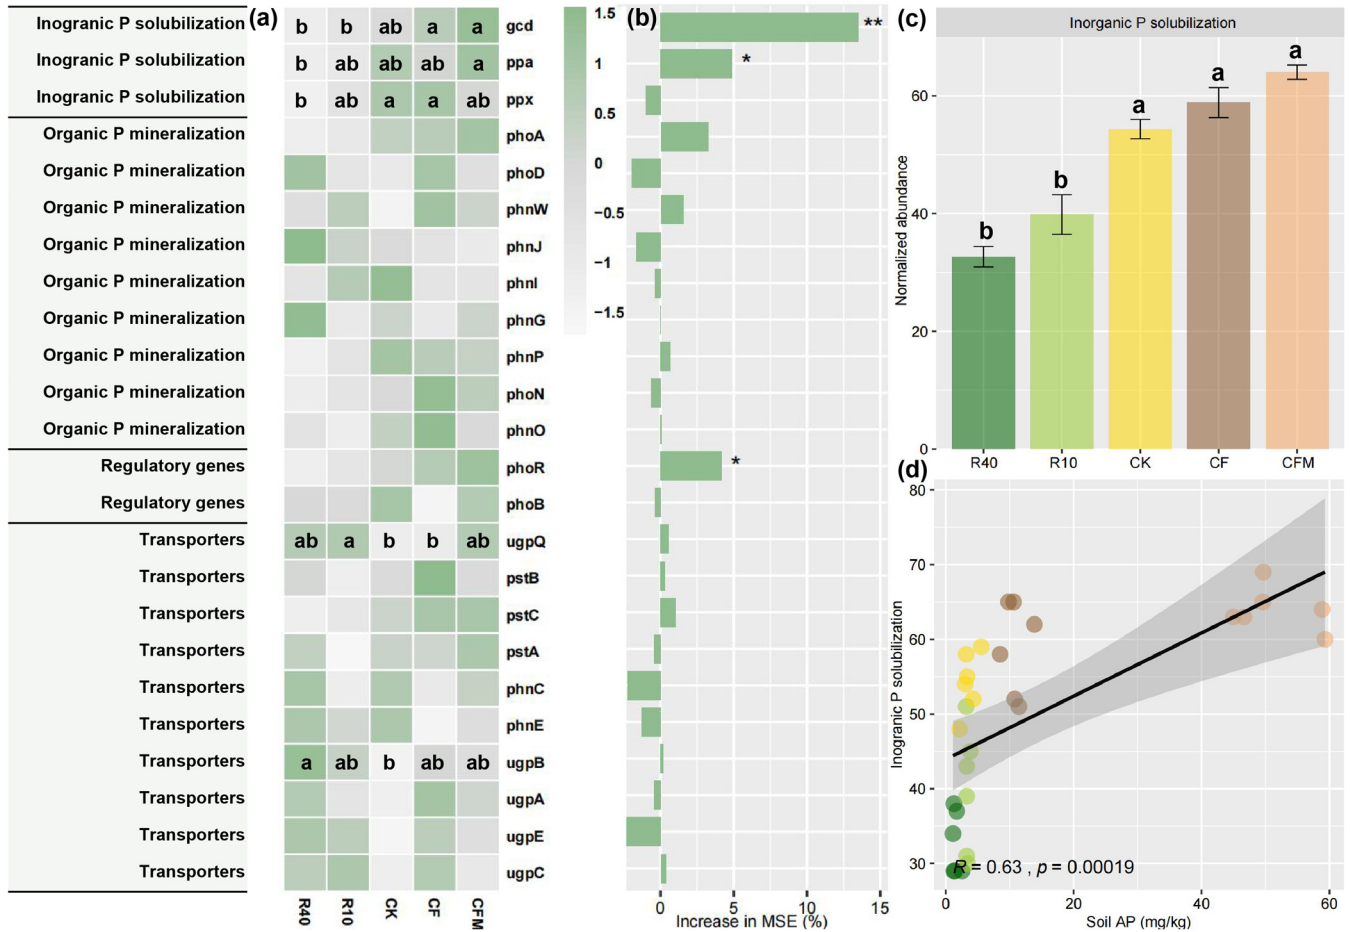 (a)
Inogranic P solubilization b b ab a a gcd
Inogranic P solubilization b ab ab ab a ppa
Inogranic P solubilization b ab a a ab ppx
Organic P mineralization phoA
Organic P mineralization phoD
Organic P mineralization phnW
Organic P mineralization phnJ
Organic P mineralization phnI
Organic P mineralization phnG
Organic P mineralization phnP
Organic P mineralization phoN
Organic P mineralization phnO
Regulatory genes phoR
Regulatory genes phoB
Transporters ab a b b ab ugpQ
Transporters pstB
Transporters pstC
Transporters pstA
Transporters phnC
Transporters phnE
Transporters a ab b ab ab ugpB
Transporters ugpA
Transporters ugpE
Transporters ugpC
R40 R10 CK CF CFM
1.5
1
0.5
0
−0.5
−1
−1.5
(b)
**
*
*
0 5 10 15
Increase in MSE (%)
(c)
Inorganic P solubilization
Normalized abundance
60
40
20
0
b b a a a
R40 R10 CK CF CFM
(d)
Inogranic P solubilization
80
70
60
50
40
30
R = 0.63 , p = 0.00019
0 20 40 60
Soil AP (mg/kg)